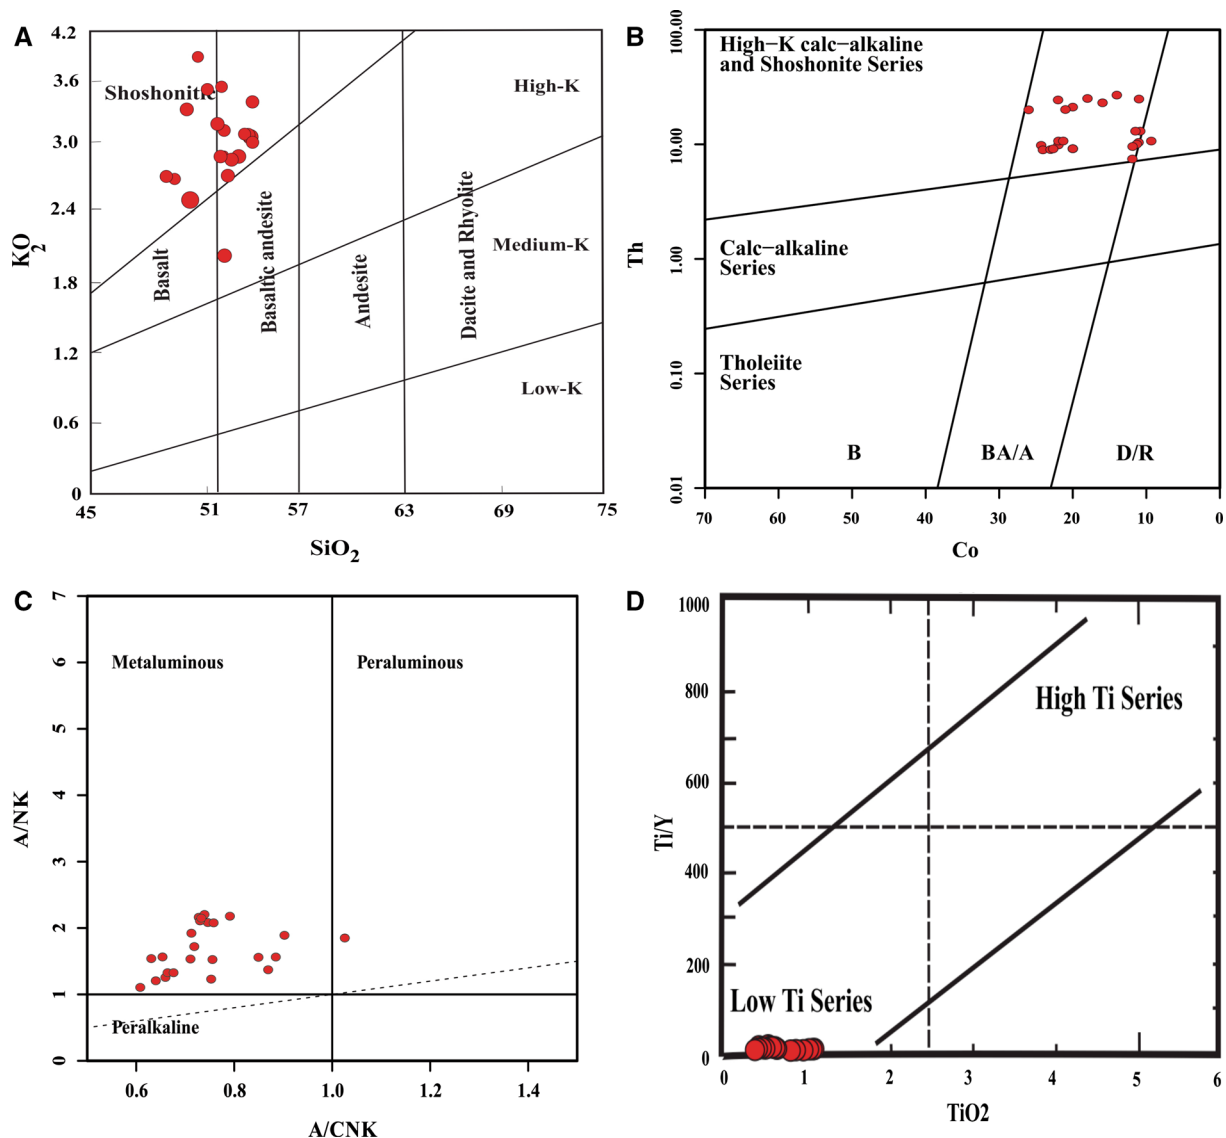 A
4.2
3.6
3.0
2.4
1.8
1.2
0.6
0
45
51
57
63
69
75
KO2
SiO2
Shoshonitic
High-K
Medium-K
Low-K
Basalt
Basaltic andesite
Andesite
Dacite and Rhyolite
B
100.00
10.00
1.00
0.10
0.01
70
60
50
40
30
20
10
0
Th
Co
High−K calc−alkaline
and Shoshonite Series
Calc−alkaline
Series
Tholeiite
Series
B
BA/A
D/R
C
7
6
5
4
3
2
1
0
0.6
0.8
1.0
1.2
1.4
A/NK
A/CNK
Metaluminous
Peraluminous
Peralkaline
D
1000
800
600
400
200
0
0
1
2
3
4
5
6
Ti/Y
TiO2
High Ti Series
Low Ti Series